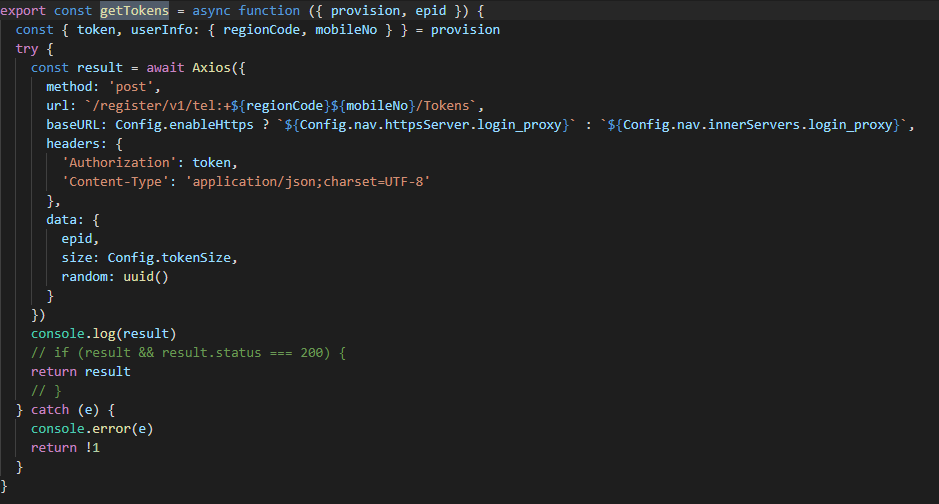 export const getTokens = async function ({ provision, epid }) {
  const { token, userInfo: { regionCode, mobileNo } } = provision
  try {
    const result = await Axios({
      method: 'post',
      url: `/register/v1/tel:+${regionCode}${mobileNo}/Tokens`,
      baseURL: Config.enableHttps ? `${Config.nav.httpsServer.login_proxy}` : `${Config.nav.innerServers.login_proxy}`,
      headers: {
        'Authorization': token,
        'Content-Type': 'application/json;charset=UTF-8'
      },
      data: {
        epid,
        size: Config.tokenSize,
        random: uuid()
      }
    })
    console.log(result)
    // if (result && result.status === 200) {
    return result
    // }
  } catch (e) {
    console.error(e)
    return !1
  }
}